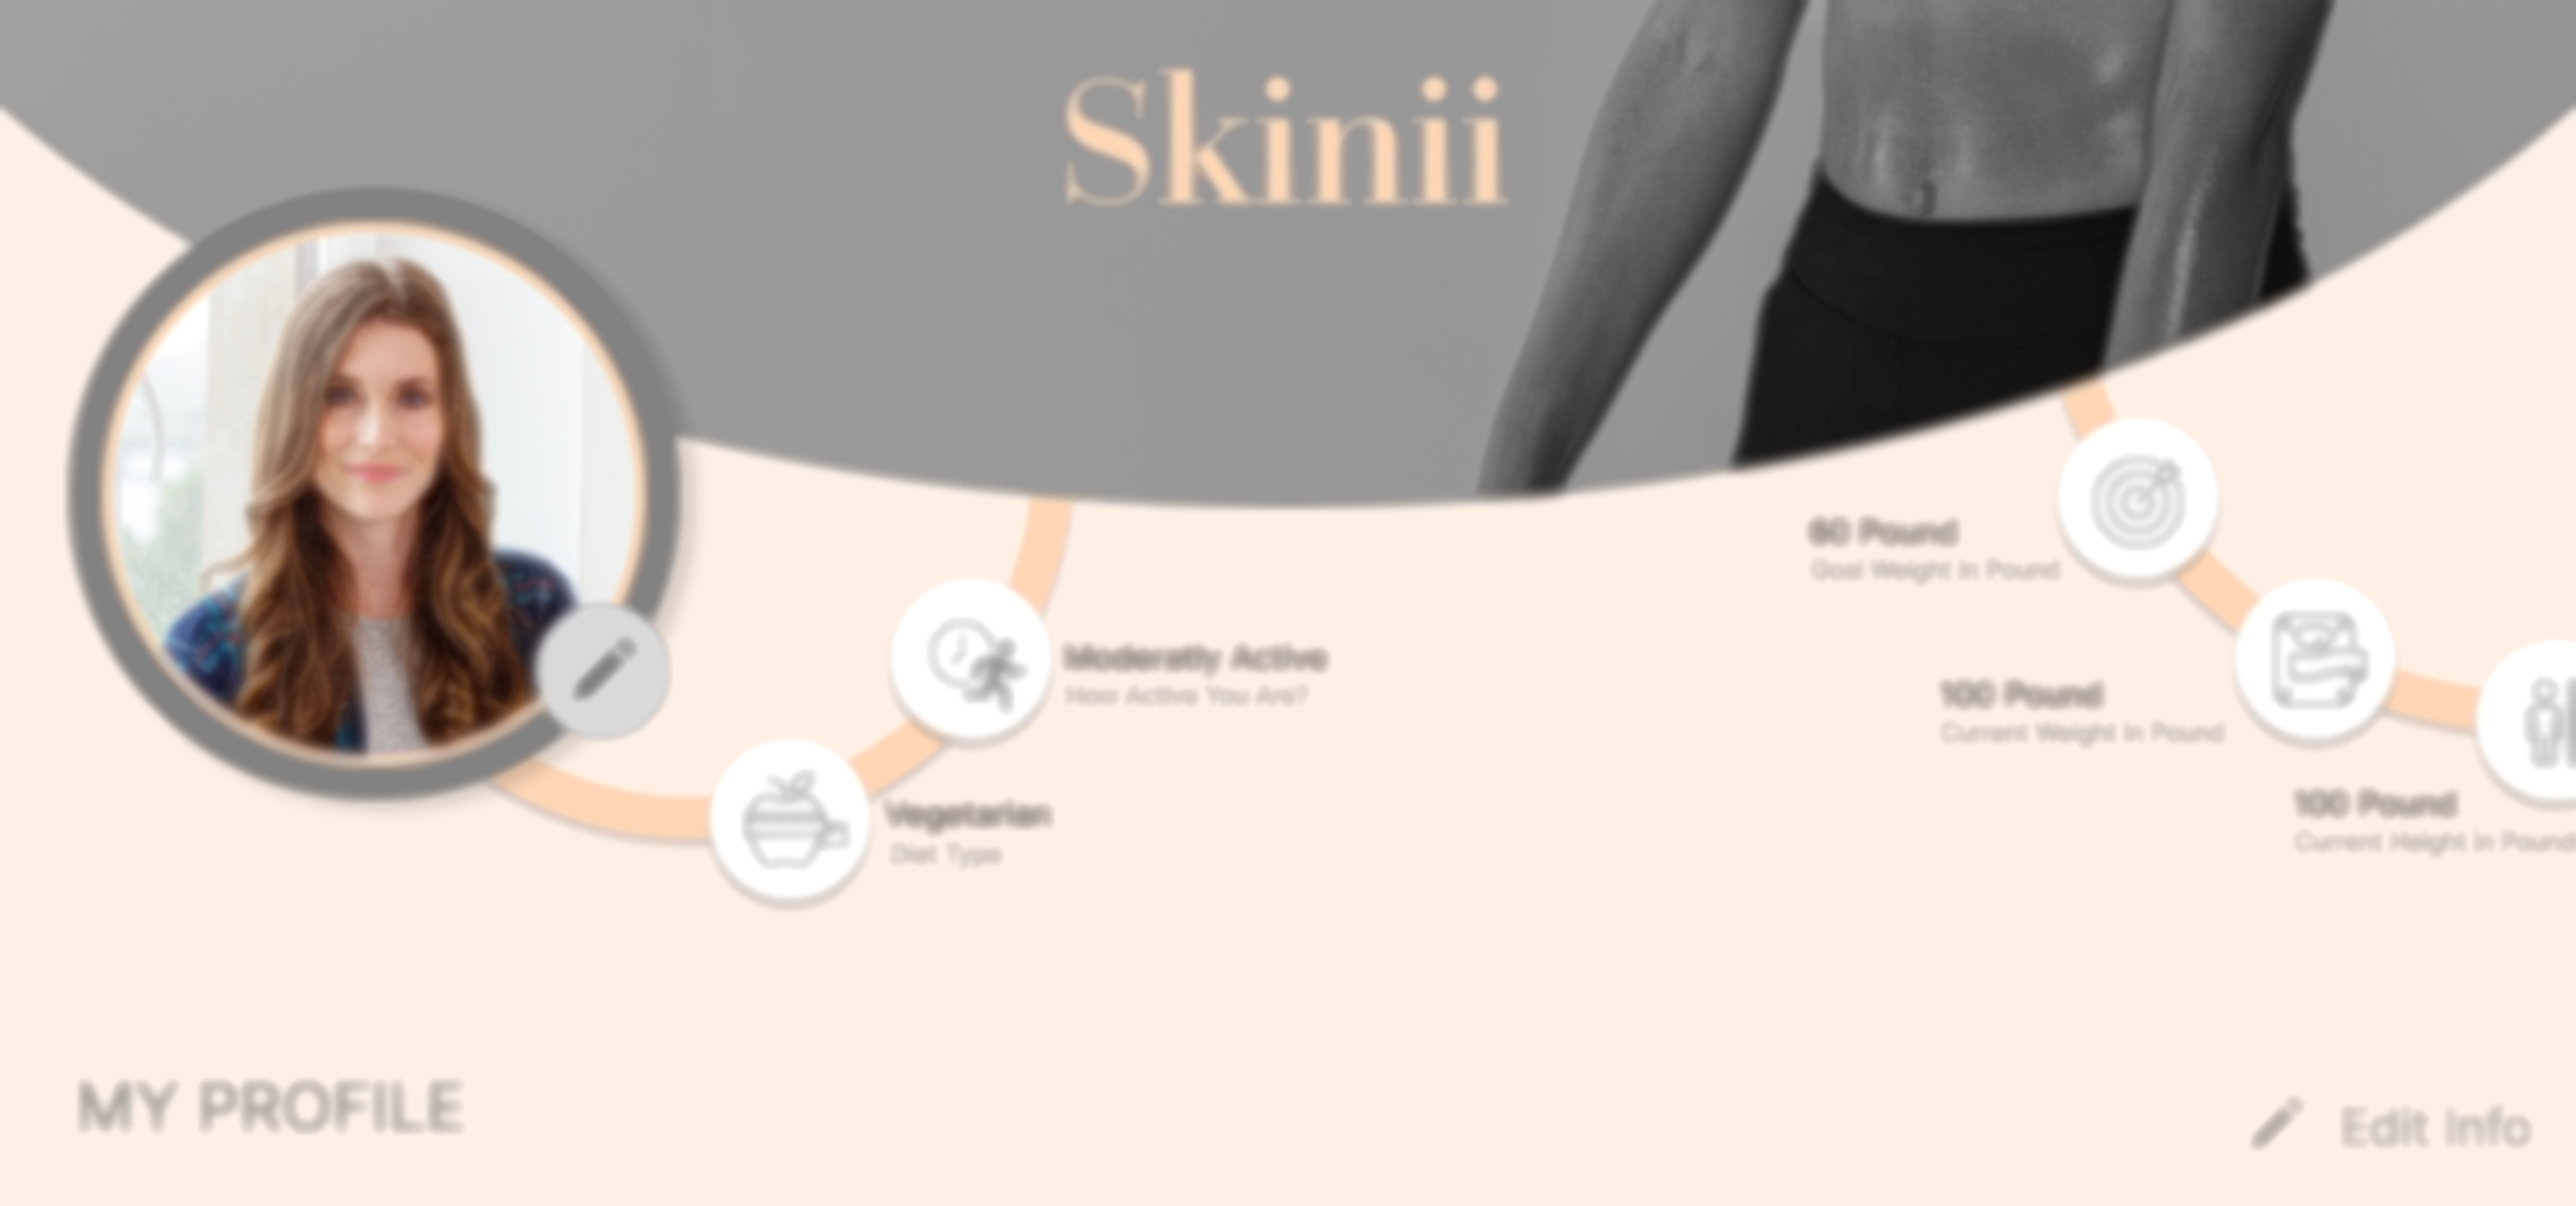 Skinii
60 Pound
Goal Weight in Pound
Moderatly Active
How Active You Are?
100 Pound
Current Weight in Pound
Vegetarian
Diet Type
100 Pound
Current Height in Pound
MY PROFILE
Edit Info